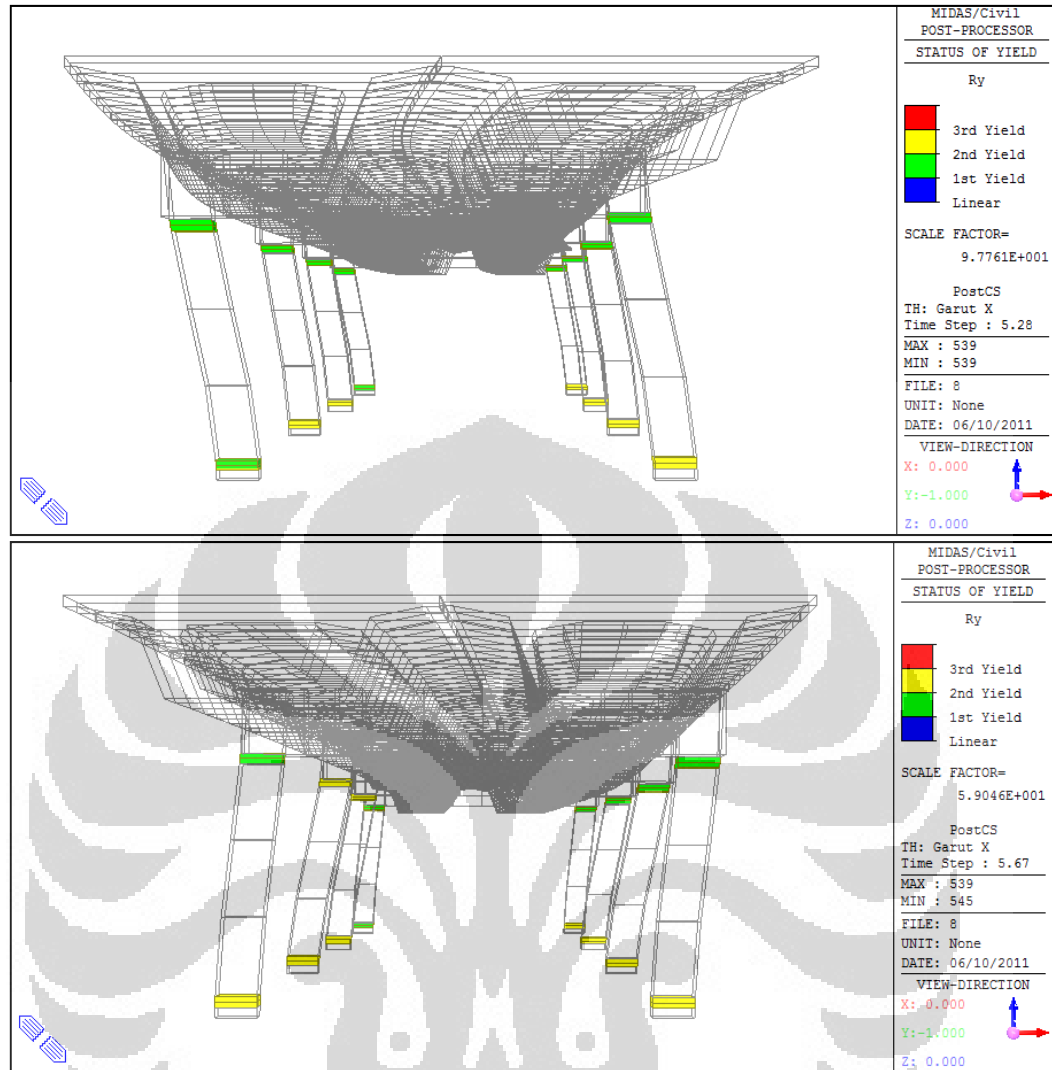 MIDAS/Civil
POST-PROCESSOR
STATUS OF YIELD
Ry
3rd Yield
2nd Yield
1st Yield
Linear
SCALE FACTOR=
9.7761E+001
PostCS
TH: Garut X
Time Step : 5.28
MAX : 539
MIN : 539
FILE: 8
UNIT: None
DATE: 06/10/2011
VIEW-DIRECTION
X: 0.000
Y:-1.000
Z: 0.000
MIDAS/Civil
POST-PROCESSOR
STATUS OF YIELD
Ry
3rd Yield
2nd Yield
1st Yield
Linear
SCALE FACTOR=
5.9046E+001
PostCS
TH: Garut X
Time Step : 5.67
MAX : 539
MIN : 545
FILE: 8
UNIT: None
DATE: 06/10/2011
VIEW-DIRECTION
X: 0.000
Y:-1.000
Z: 0.000